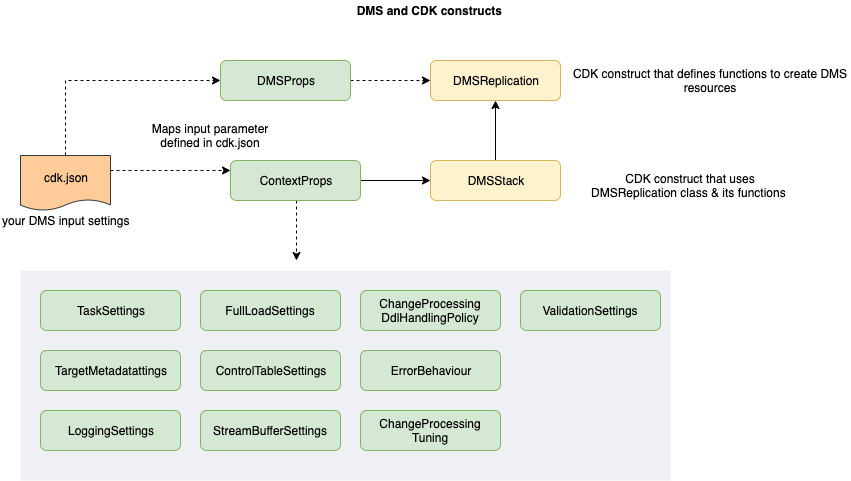 DMS and CDK constructs
DMSProps
DMSReplication
CDK construct that defines functions to create DMS
resources
Maps input parameter
defined in cdk.json
cdk.json
ContextProps
DMSStack
CDK construct that uses
DMSReplication class & its functions
your DMS input settings
TaskSettings
FullLoadSettings
ChangeProcessing
DdlHandlingPolicy
ValidationSettings
TargetMetadatattings
ControlTableSettings
ErrorBehaviour
LoggingSettings
StreamBufferSettings
ChangeProcessing
Tuning